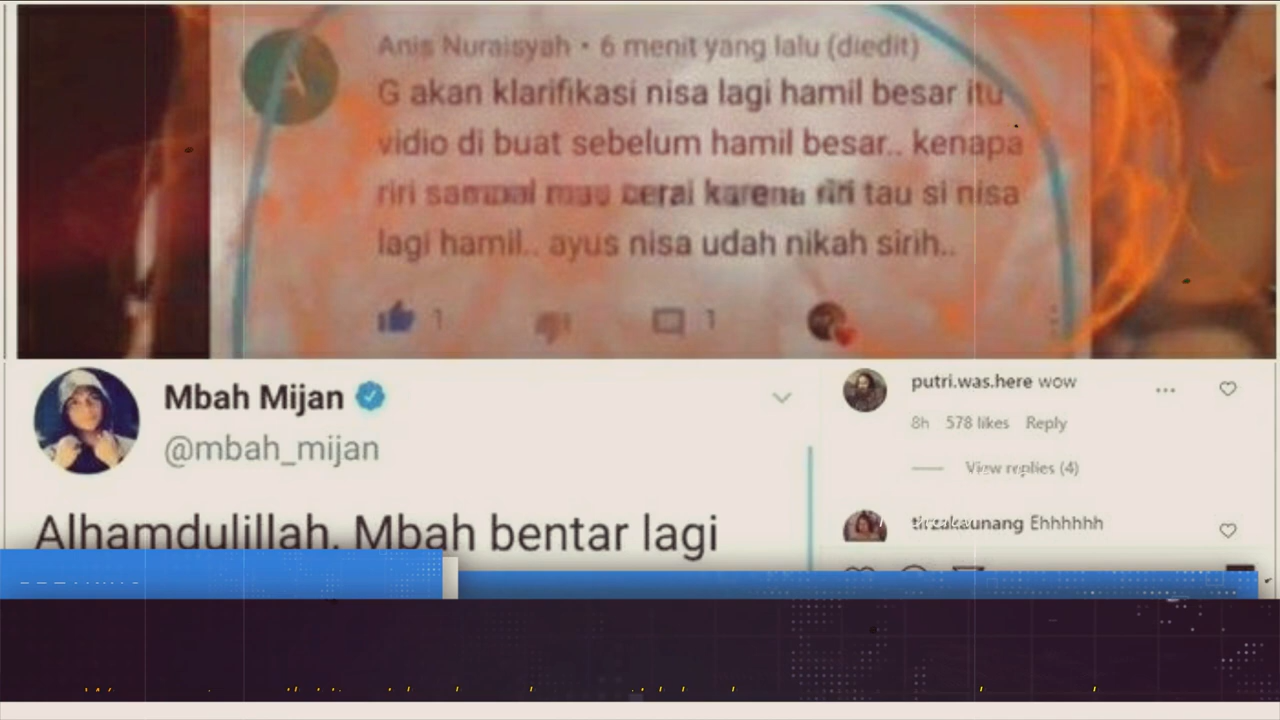 Anis Nuraisyah • 6 menit yang lalu (diedit)
G akan klarifikasi nisa lagi hamil besar itu
vidio di buat sebelum hamil besar.. kenapa
riri sampai mau cerai karena riri tau si nisa
lagi hamil.. ayus nisa udah nikah sirih..
1 1
Mbah Mijan
@mbah_mijan
Alhamdulillah, Mbah bentar lagi
putri.was.here wow
8h 578 likes Reply
View replies (4)
Ehhhhhh